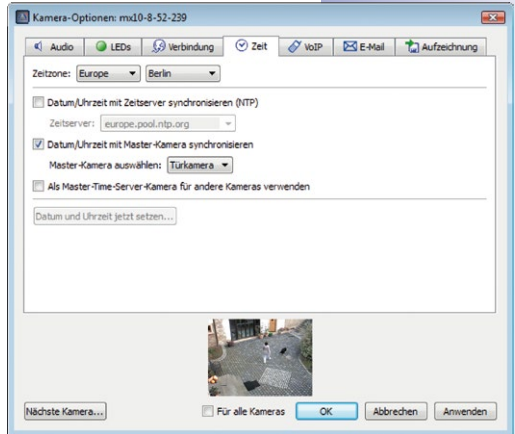 Kamera-Optionen: mx10-8-52-239
Audio LEDs Verbindung Zeit VoIP E-Mail Aufzeichnung
Zeitzone: Europe Berlin
Datum/Uhrzeit mit Zeitserver synchronisieren (NTP)
Zeitserver: europe.pool.ntp.org
Datum/Uhrzeit mit Master-Kamera synchronisieren
Master-Kamera auswählen: Türkamera
Als Master-Time-Server-Kamera für andere Kameras verwenden
Datum und Uhrzeit jetzt setzen...
Nächste Kamera... Für alle Kameras OK Abbrechen Anwenden